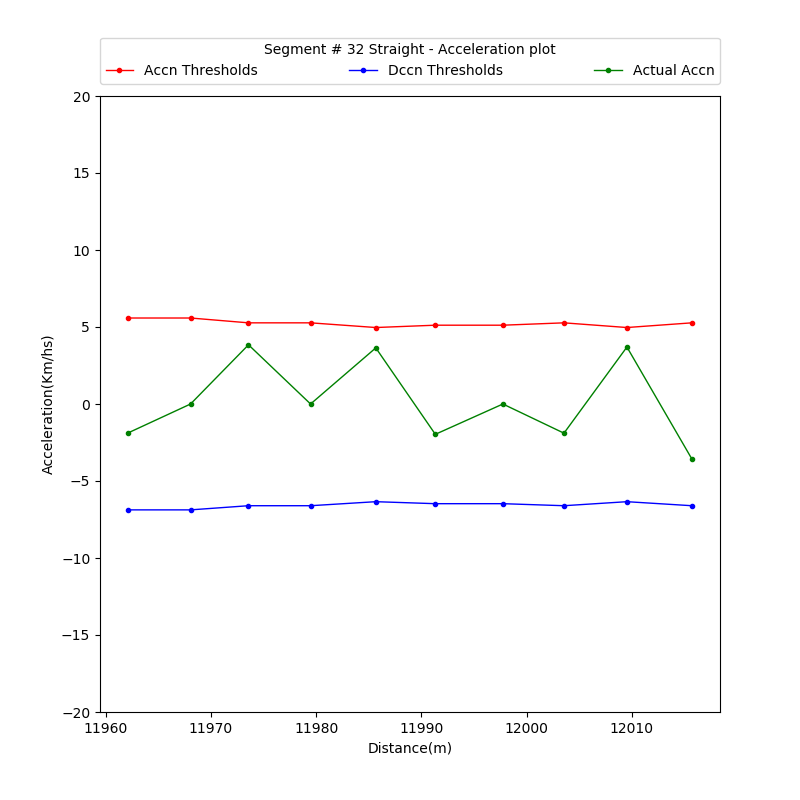 Segment # 32 Straight - Acceleration plot
Accn Thresholds Dccn Thresholds Actual Accn
20
15
10
5
0
−5
−10
−15
−20
Acceleration(Km/hs)
11960 11970 11980 11990 12000 12010
Distance(m)